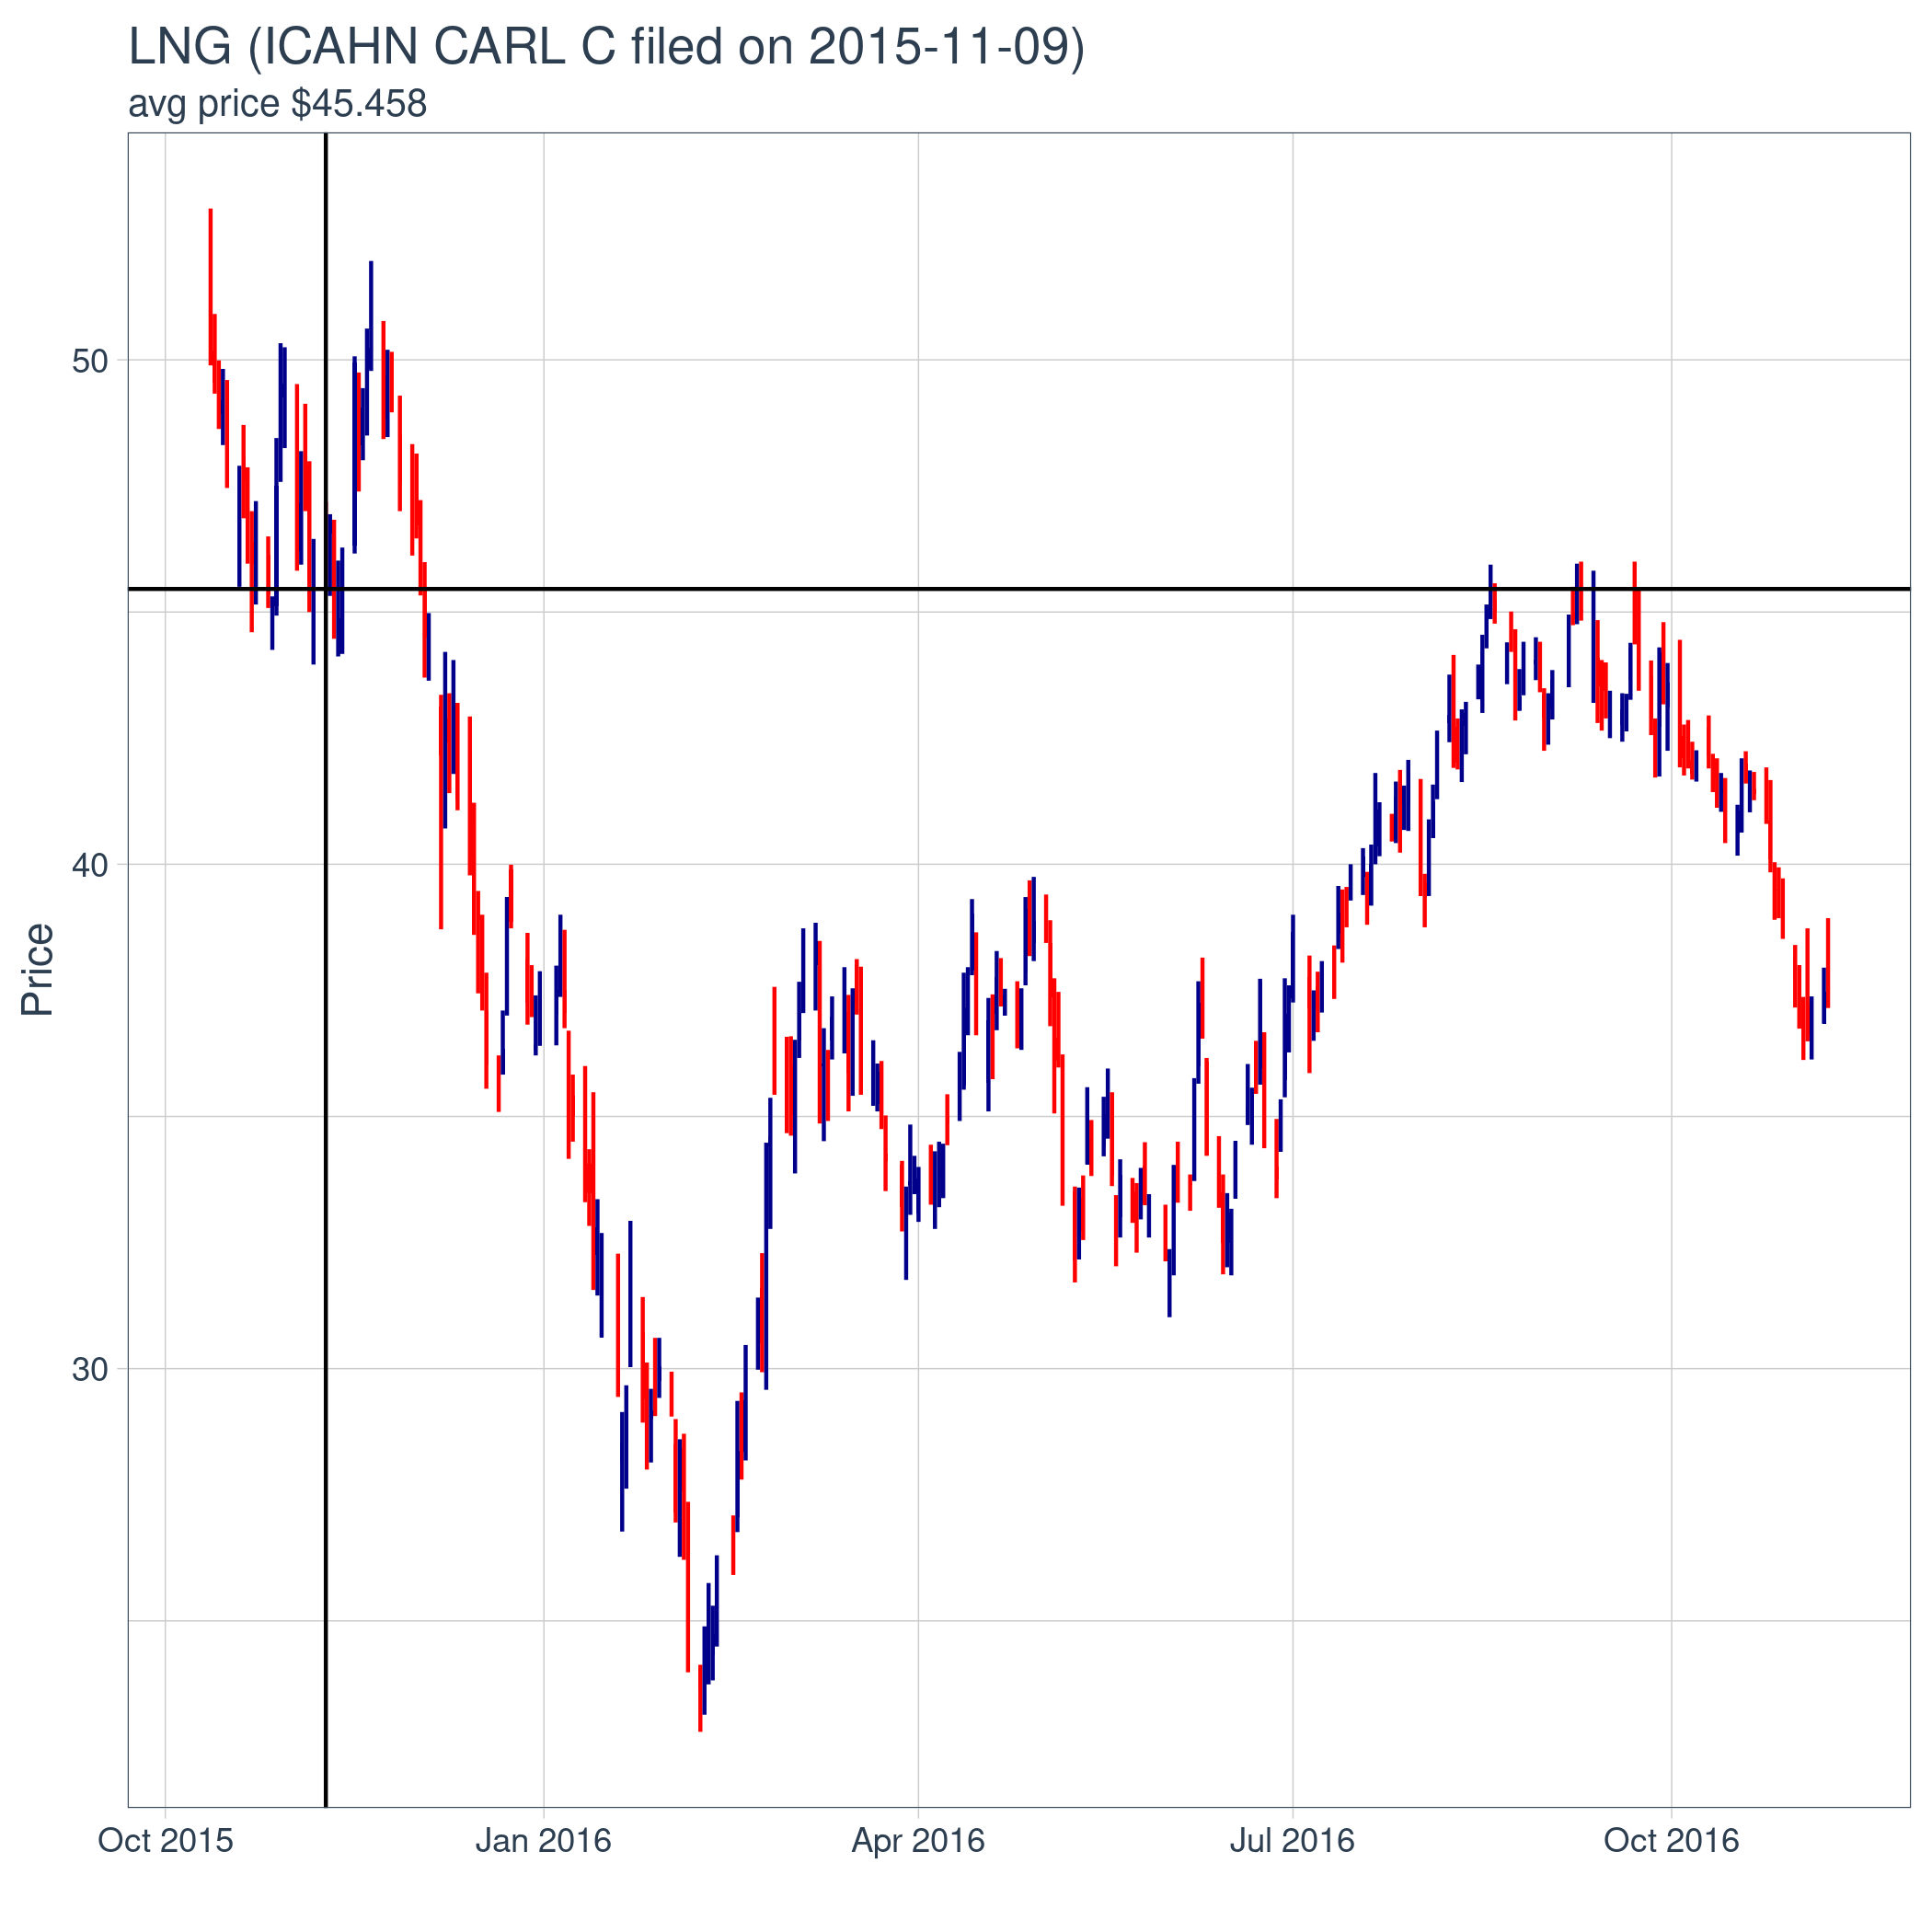 LNG (ICAHN CARL C filed on 2015-11-09)
avg price $45.458
50
40
30
Price
Oct 2015
Jan 2016
Apr 2016
Jul 2016
Oct 2016